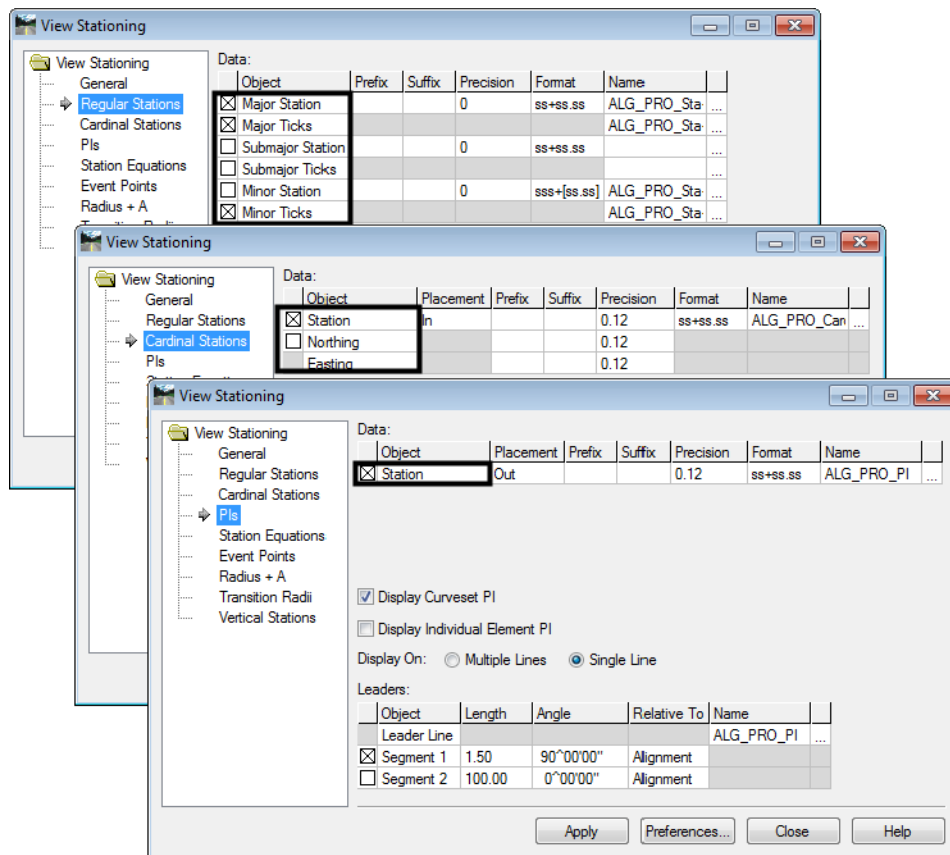 View Stationing
View Stationing
General
Regular Stations
Cardinal Stations
PIs
Station Equations
Event Points
Radius + A
Data:
Object Prefix Suffix Precision Format Name
Major Station 0 ss+ss.ss ALG_PRO_Sta ...
Major Ticks ALG_PRO_Sta ...
Submajor Station 0 ss+ss.ss ...
Submajor Ticks ...
Minor Station 0 sss+[ss.ss] ALG_PRO_Sta ...
Minor Ticks ALG_PRO_Sta ...
View Stationing
View Stationing
General
Regular Stations
Cardinal Stations
PIs
Data:
Object Placement Prefix Suffix Precision Format Name
Station In 0.12 ss+ss.ss ALG_PRO_Car ...
Northing 0.12
Easting 0.12
View Stationing
View Stationing
General
Regular Stations
Cardinal Stations
PIs
Station Equations
Event Points
Radius + A
Transition Radii
Vertical Stations
Data:
Object Placement Prefix Suffix Precision Format Name
Station Out 0.12 ss+ss.ss ALG_PRO_PI ...
Display Curveset PI
Display Individual Element PI
Display On: Multiple Lines Single Line
Leaders:
Object Length Angle Relative To Name
Leader Line ALG_PRO_PI ...
Segment 1 1.50 90^00'00" Alignment
Segment 2 100.00 0^00'00" Alignment
Apply Preferences... Close Help